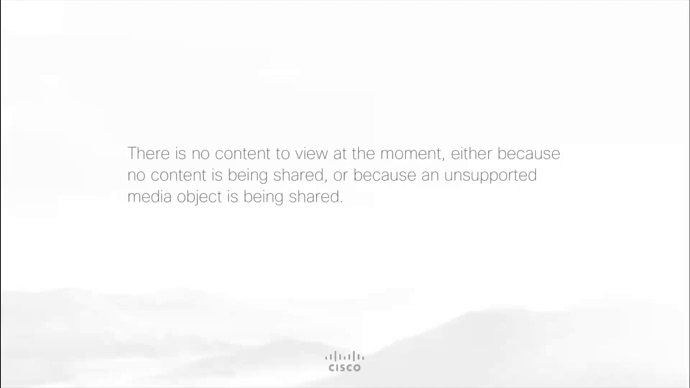 There is no content to view at the moment, either because
no content is being shared, or because an unsupported
media object is being shared.
CISCO